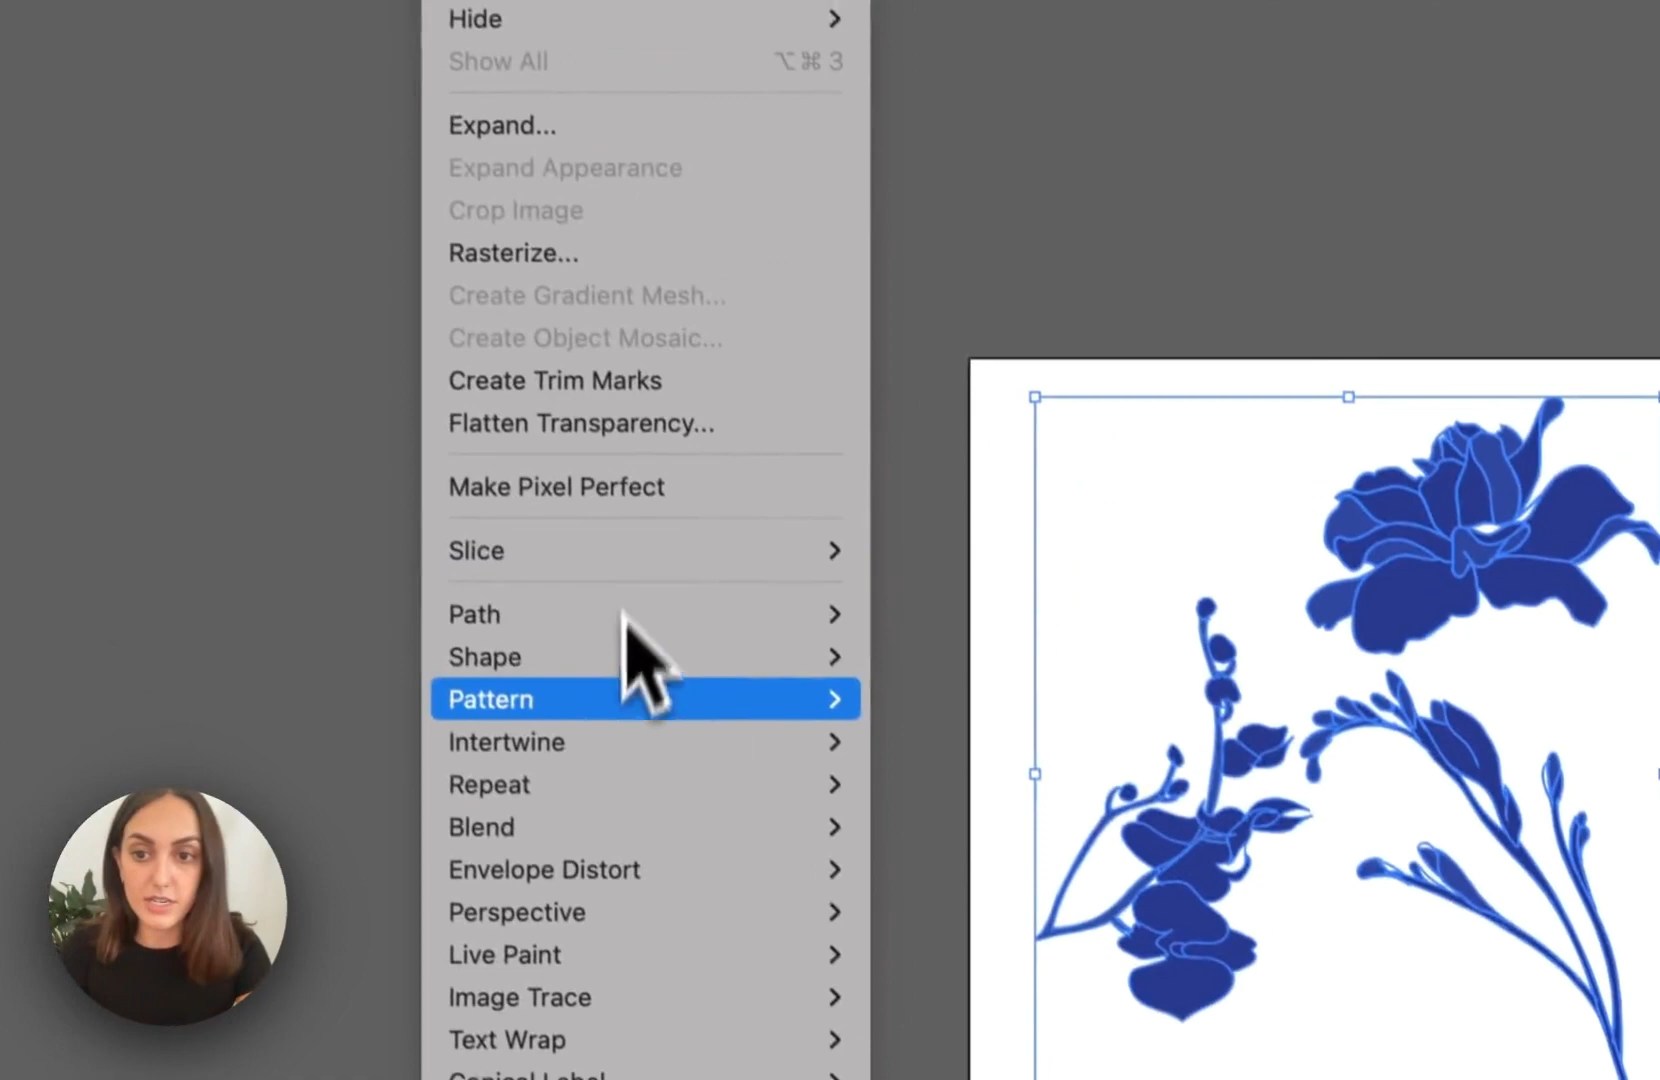 Hide
Show All ⌥⌘ 3
Expand...
Expand Appearance
Crop Image
Rasterize...
Create Gradient Mesh...
Create Object Mosaic...
Create Trim Marks
Flatten Transparency...
Make Pixel Perfect
Slice
Path
Shape
Pattern
Intertwine
Repeat
Blend
Envelope Distort
Perspective
Live Paint
Image Trace
Text Wrap